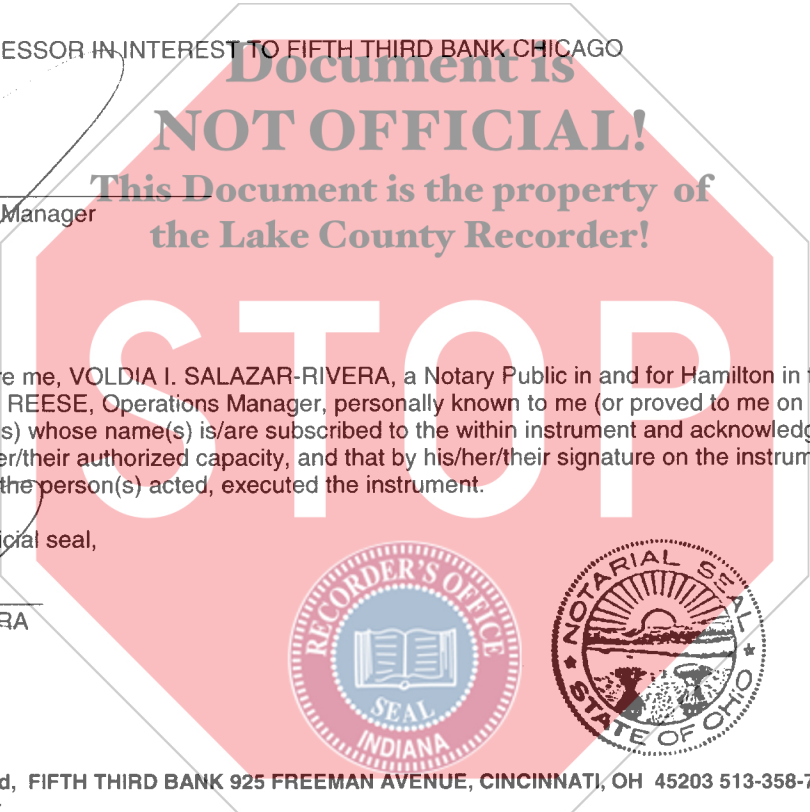 ESSOR IN INTEREST TO FIFTH THIRD BANK CHICAGO
Document is
NOT OFFICIAL!
This Document is the property of
Manager
the Lake County Recorder!
STOP
re me, VOLDIA I. SALAZAR-RIVERA, a Notary Public in and for Hamilton in
REESE, Operations Manager, personally known to me (or proved to me on
s) whose name(s) is/are subscribed to the within instrument and acknowledg
er/their authorized capacity, and that by his/her/their signature on the instrum
the person(s) acted, executed the instrument.
icial seal,
RA
RECORDER'S OFFICE
SEAL
INDIANA
NOTARIAL SEAL
STATE OF OHIO
d, FIFTH THIRD BANK 925 FREEMAN AVENUE, CINCINNATI, OH 45203 513-358-7